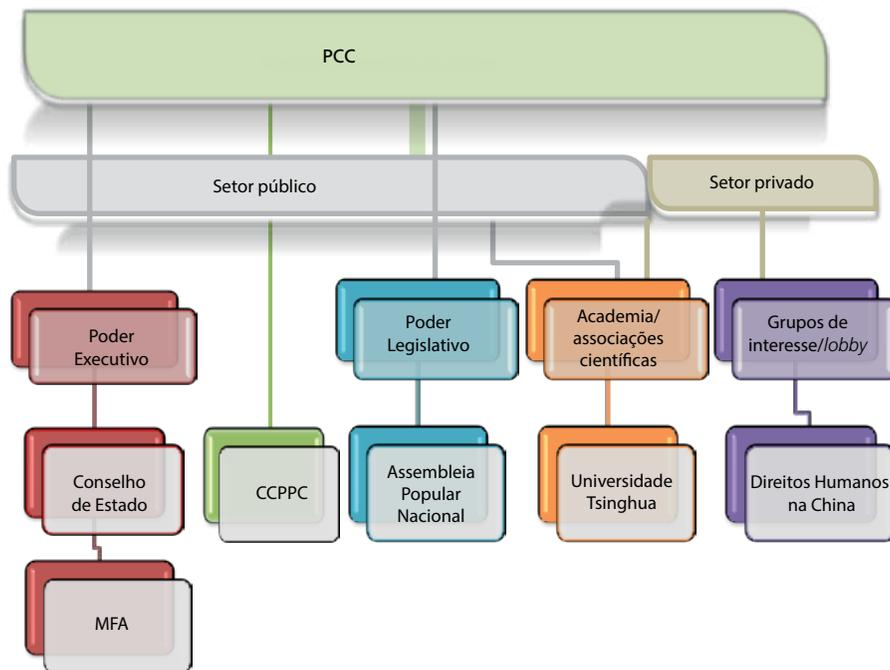 PCC
Setor público
Setor privado
Poder
Executivo
Poder
Legislativo
Academia/
associações
científicas
Grupos de
interesse/lobby
Conselho
de Estado
CCPPC
Assembleia
Popular
Nacional
Universidade
Tsinghua
Direitos Humanos
na China
MFA